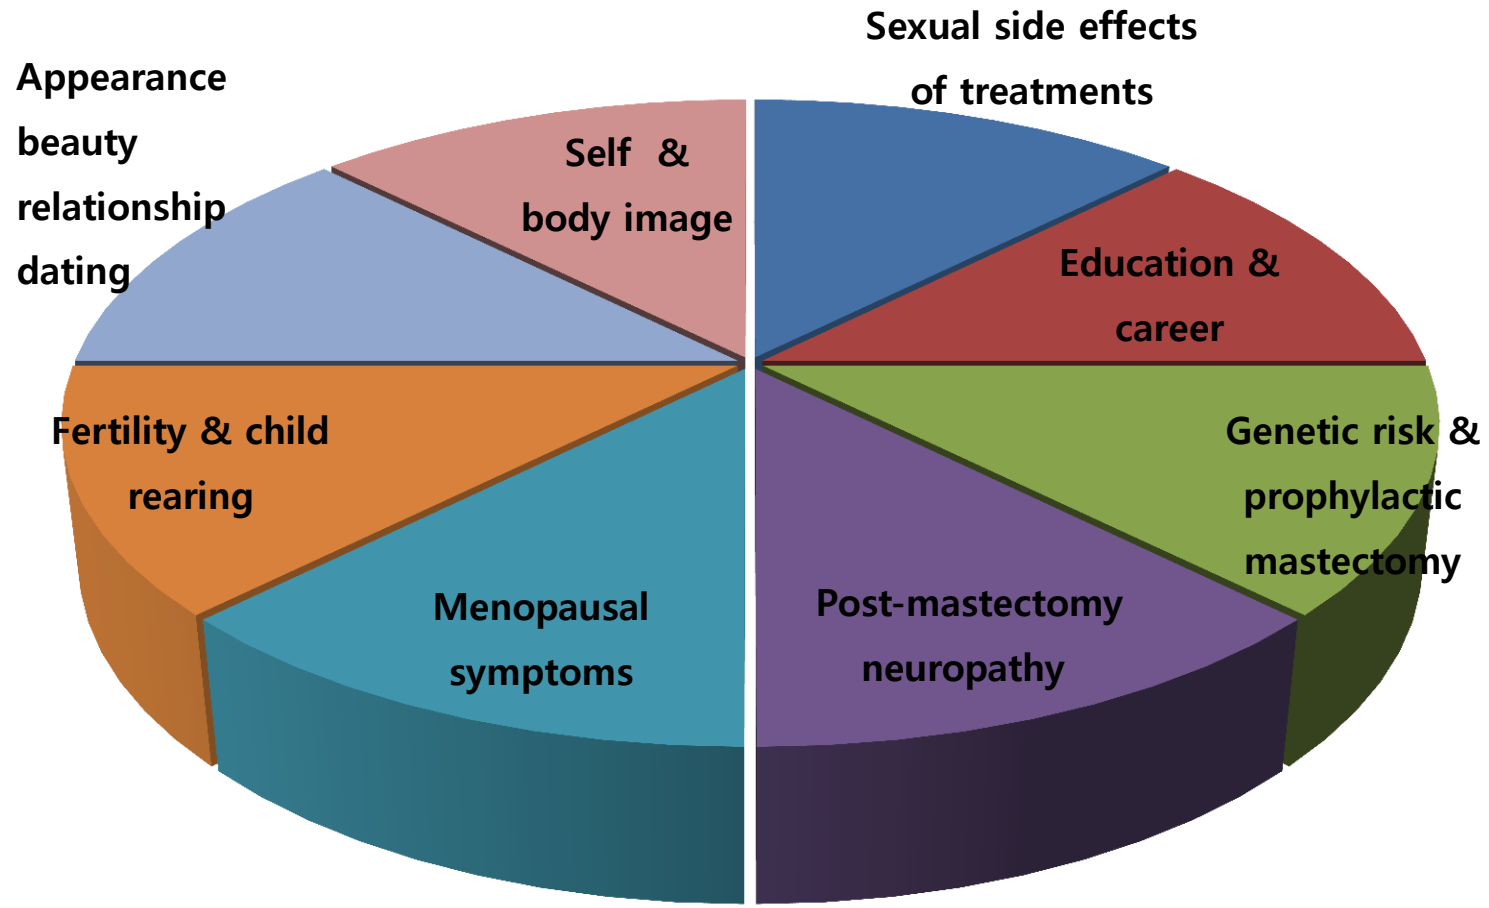 Sexual side effects
of treatments
Education &
career
Genetic risk &
prophylactic
mastectomy
Post-mastectomy
neuropathy
Menopausal
symptoms
Fertility & child
rearing
Appearance
beauty
relationship
dating
Self &
body image